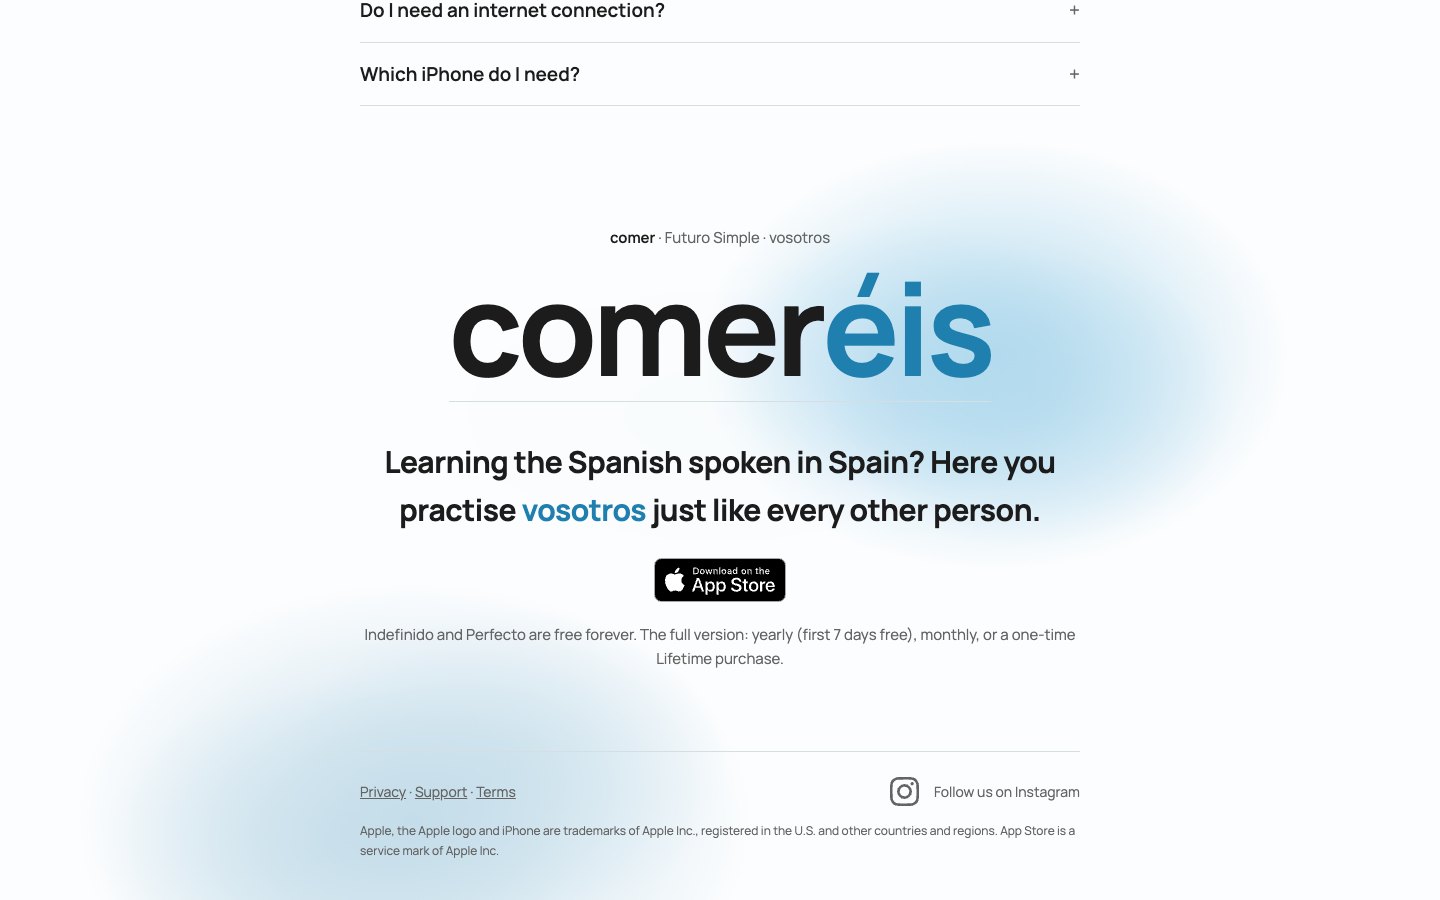 Do I need an internet connection? +
Which iPhone do I need? +
comer · Futuro Simple · vosotros
comeréis
Learning the Spanish spoken in Spain? Here you
practise vosotros just like every other person.
Download on the
App Store
Indefinido and Perfecto are free forever. The full version: yearly (first 7 days free), monthly, or a one-time
Lifetime purchase.
Privacy · Support · Terms
Follow us on Instagram
Apple, the Apple logo and iPhone are trademarks of Apple Inc., registered in the U.S. and other countries and regions. App Store is a
service mark of Apple Inc.